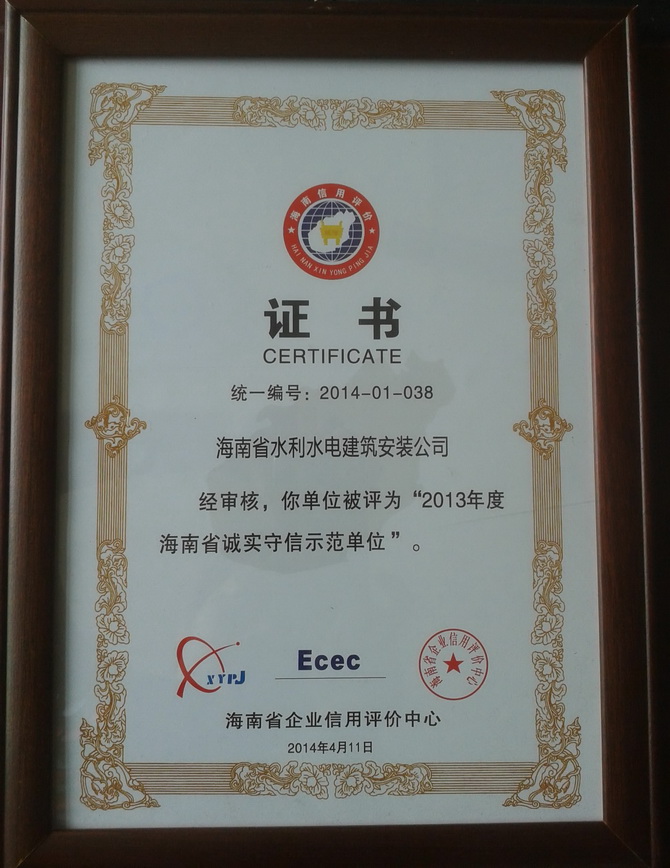 海南信用评价
HAI NAN XIN YONG PING JIA
证 书
CERTIFICATE
统一编号：2014-01-038
海南省水利水电建筑安装公司
经审核，你单位被评为“2013年度
海南省诚实守信示范单位”。
XYPJ
Ecec
海南省企业信用评价中心
海南省企业信用评价中心
2014年4月11日